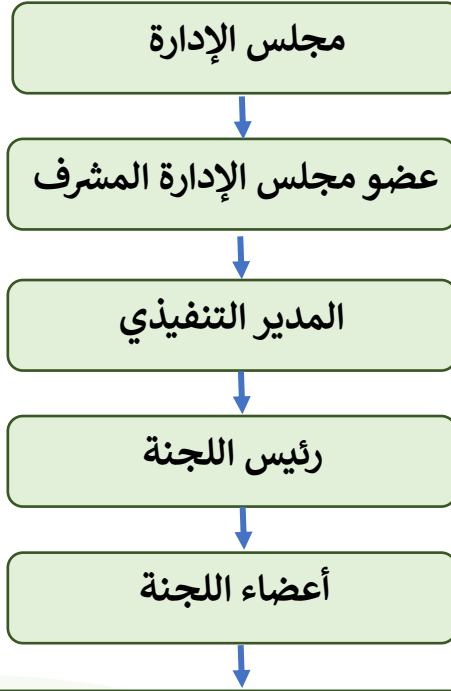 مجلس الإدارة
عضو مجلس الإدارة المشرف
المدير التنفيذي
رئيس اللجنة
أعضاء اللجنة